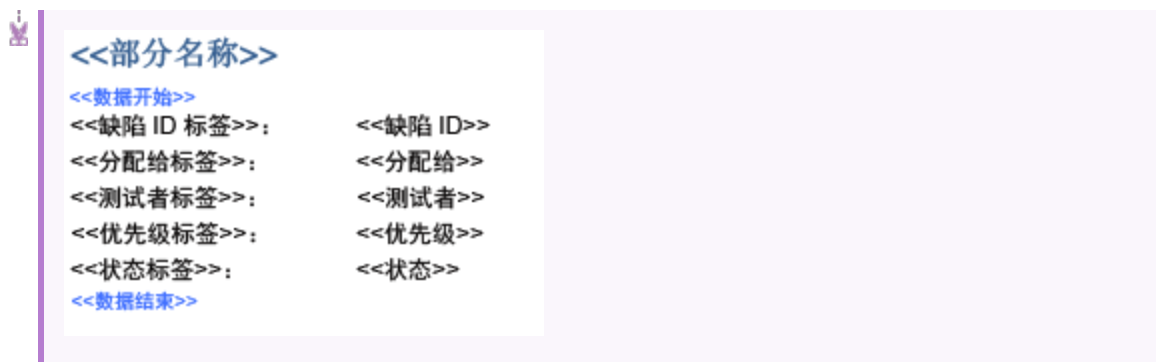 <<部分名称>>
<<数据开始>>
<<缺陷 ID 标签>>： <<缺陷 ID>>
<<分配给标签>>： <<分配给>>
<<测试者标签>>： <<测试者>>
<<优先级标签>>： <<优先级>>
<<状态标签>>： <<状态>>
<<数据结束>>